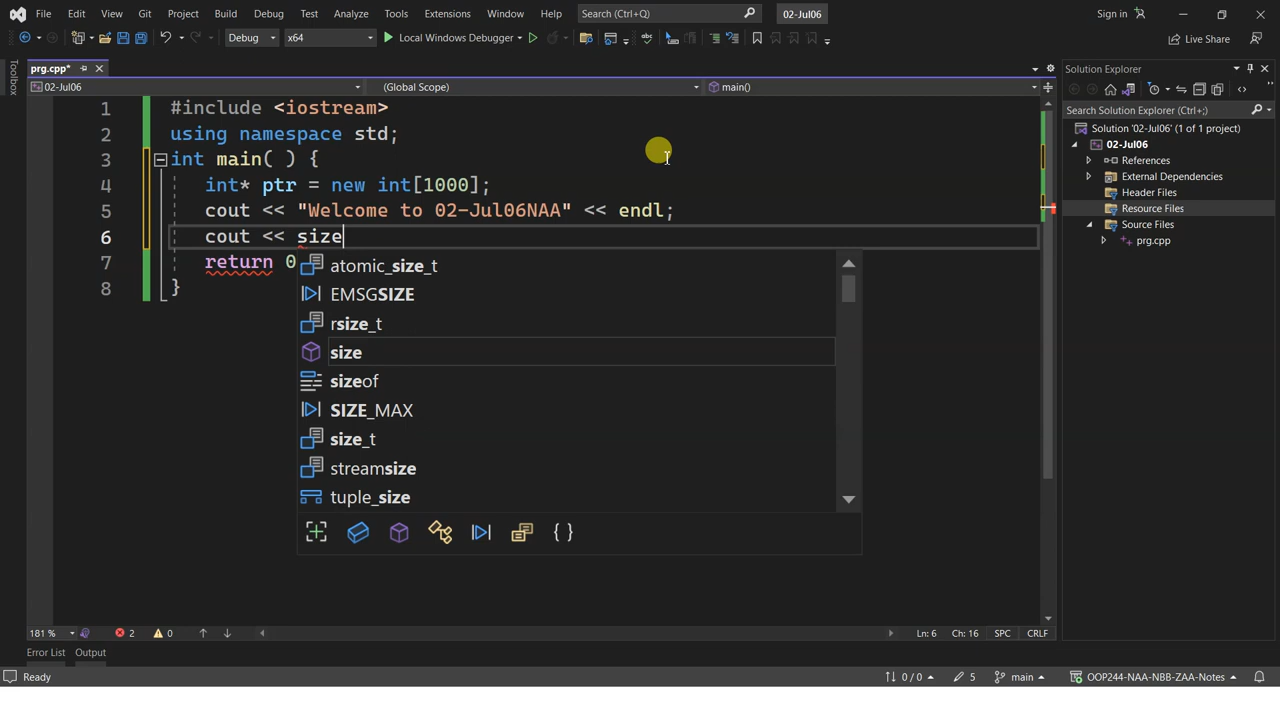 File Edit View Git Project Build Debug Test Analyze Tools Extensions Window Help Search (Ctrl+Q) 02-Jul06 Sign in
Debug x64 Local Windows Debugger Live Share
Toolbox
prg.cpp*
02-Jul06 (Global Scope) main()
1 #include <iostream>
2 using namespace std;
3 int main( ) {
4 int* ptr = new int[1000];
5 cout << "Welcome to 02-Jul06NAA" << endl;
6 cout << size
7 return 0
8 }
atomic_size_t
EMSGSIZE
rsize_t
size
sizeof
SIZE_MAX
size_t
streamsize
tuple_size
Solution Explorer
Search Solution Explorer (Ctrl+;)
Solution '02-Jul06' (1 of 1 project)
02-Jul06
References
External Dependencies
Header Files
Resource Files
Source Files
prg.cpp
181 % 2 0 Ln: 6 Ch: 16 SPC CRLF
Error List Output
Ready 0 / 0 5 main OOP244-NAA-NBB-ZAA-Notes